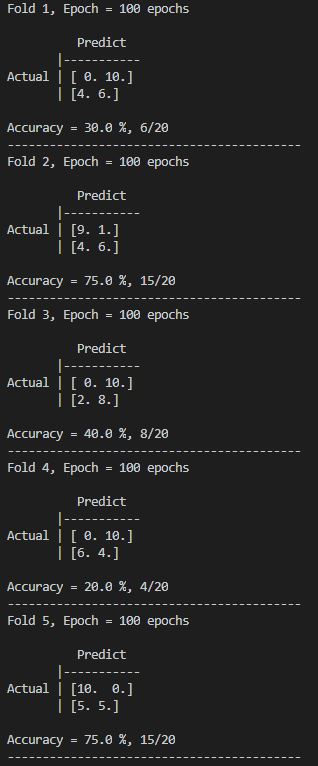 Fold 1, Epoch = 100 epochs
Predict
|-----------
Actual | [ 0. 10.]
| [4. 6.]
Accuracy = 30.0 %, 6/20
------------------------------------------
Fold 2, Epoch = 100 epochs
Predict
|-----------
Actual | [9. 1.]
| [4. 6.]
Accuracy = 75.0 %, 15/20
------------------------------------------
Fold 3, Epoch = 100 epochs
Predict
|-----------
Actual | [ 0. 10.]
| [2. 8.]
Accuracy = 40.0 %, 8/20
------------------------------------------
Fold 4, Epoch = 100 epochs
Predict
|-----------
Actual | [ 0. 10.]
| [6. 4.]
Accuracy = 20.0 %, 4/20
------------------------------------------
Fold 5, Epoch = 100 epochs
Predict
|-----------
Actual | [10.  0.]
| [5. 5.]
Accuracy = 75.0 %, 15/20
------------------------------------------